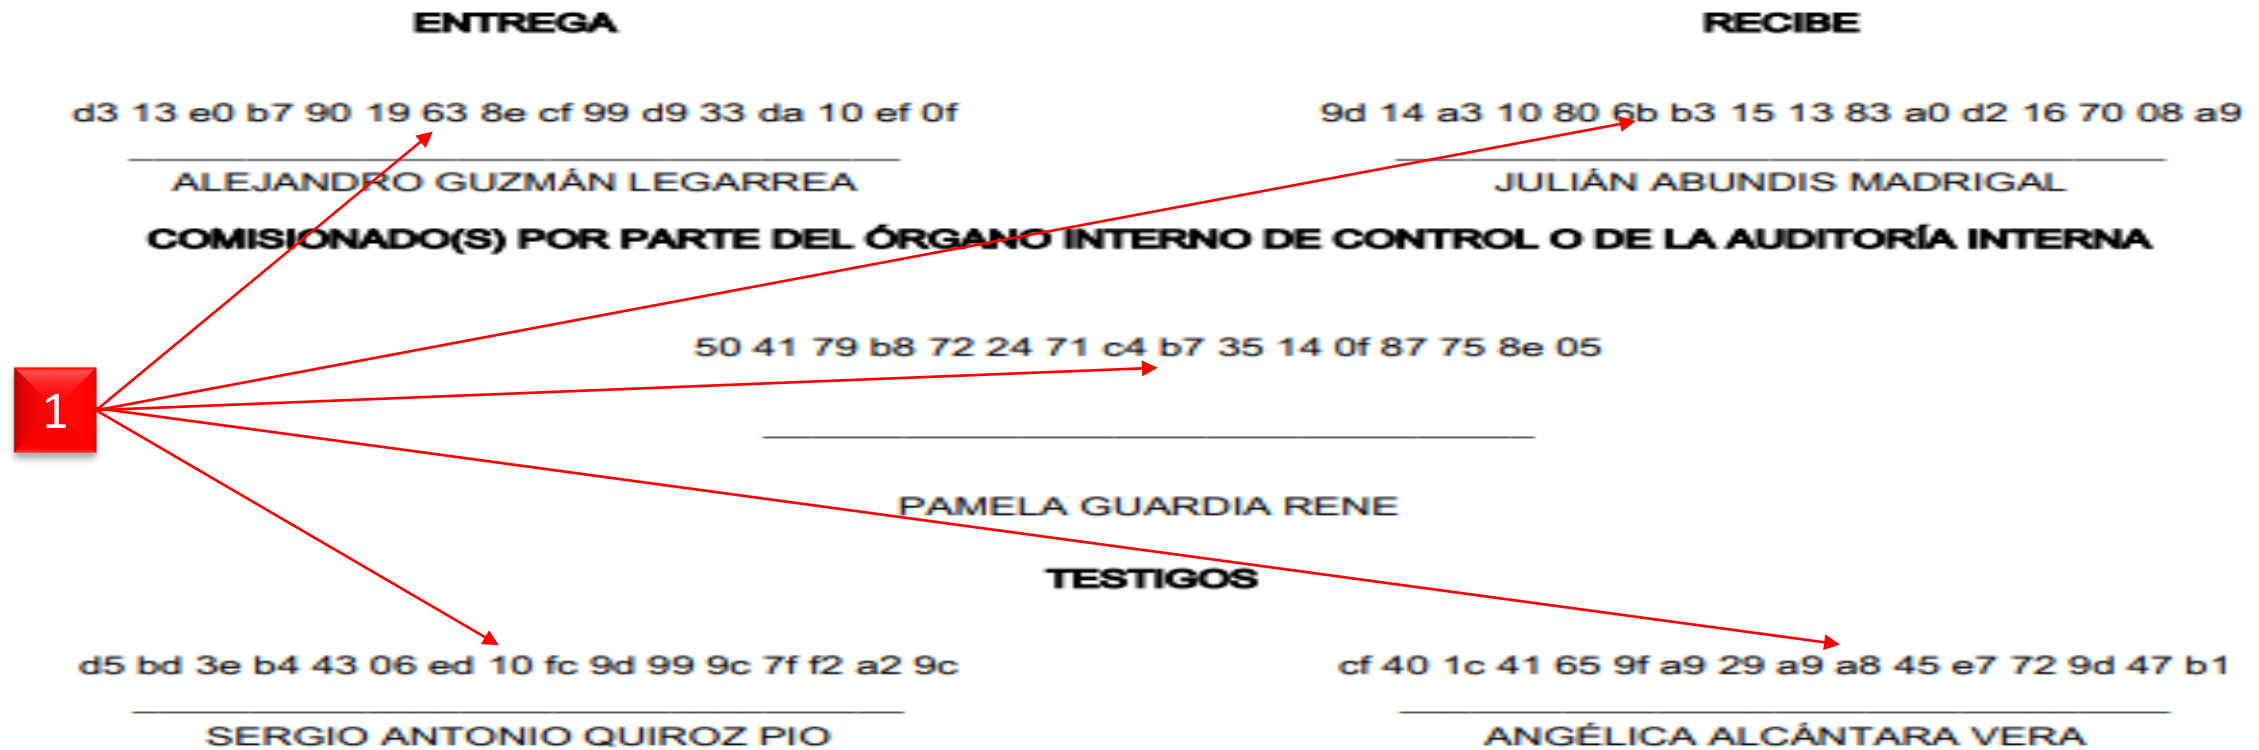 ENTREGA RECIBE
d3 13 e0 b7 90 19 63 8e cf 99 d9 33 da 10 ef 0f 9d 14 a3 10 80 6b b3 15 13 83 a0 d2 16 70 08 a9
ALEJANDRO GUZMÁN LEGARREA JULIÁN ABUNDIS MADRIGAL
COMISIONADO(S) POR PARTE DEL ÓRGANO INTERNO DE CONTROL O DE LA AUDITORÍA INTERNA
50 41 79 b8 72 24 71 c4 b7 35 14 0f 87 75 8e 05
1
PAMELA GUARDIA RENE
TESTIGOS
d5 bd 3e b4 43 06 ed 10 fc 9d 99 9c 7f f2 a2 9c cf 40 1c 41 65 9f a9 29 a9 a8 45 e7 72 9d 47 b1
SERGIO ANTONIO QUIROZ PIO ANGÉLICA ALCÁNTARA VERA